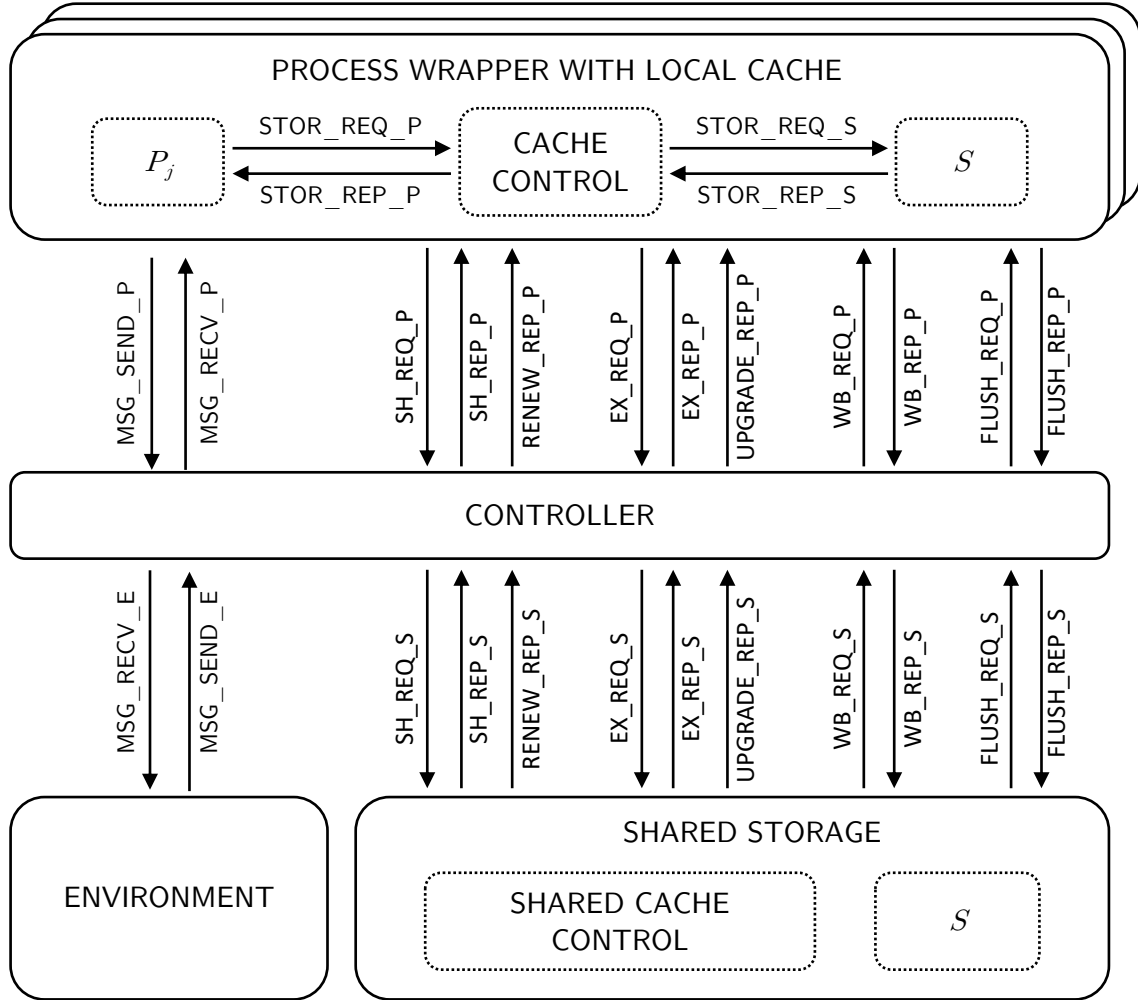 PROCESS WRAPPER WITH LOCAL CACHE
P_j
STOR_REQ_P
STOR_REP_P
CACHE
CONTROL
STOR_REQ_S
STOR_REP_S
S
MSG_SEND_P
MSG_RECV_P
SH_REQ_P
SH_REP_P
RENEW_REP_P
EX_REQ_P
EX_REP_P
UPGRADE_REP_P
WB_REQ_P
WB_REP_P
FLUSH_REQ_P
FLUSH_REP_P
CONTROLLER
MSG_RECV_E
MSG_SEND_E
SH_REQ_S
SH_REP_S
RENEW_REP_S
EX_REQ_S
EX_REP_S
UPGRADE_REP_S
WB_REQ_S
WB_REP_S
FLUSH_REQ_S
FLUSH_REP_S
ENVIRONMENT
SHARED STORAGE
SHARED CACHE
CONTROL
S